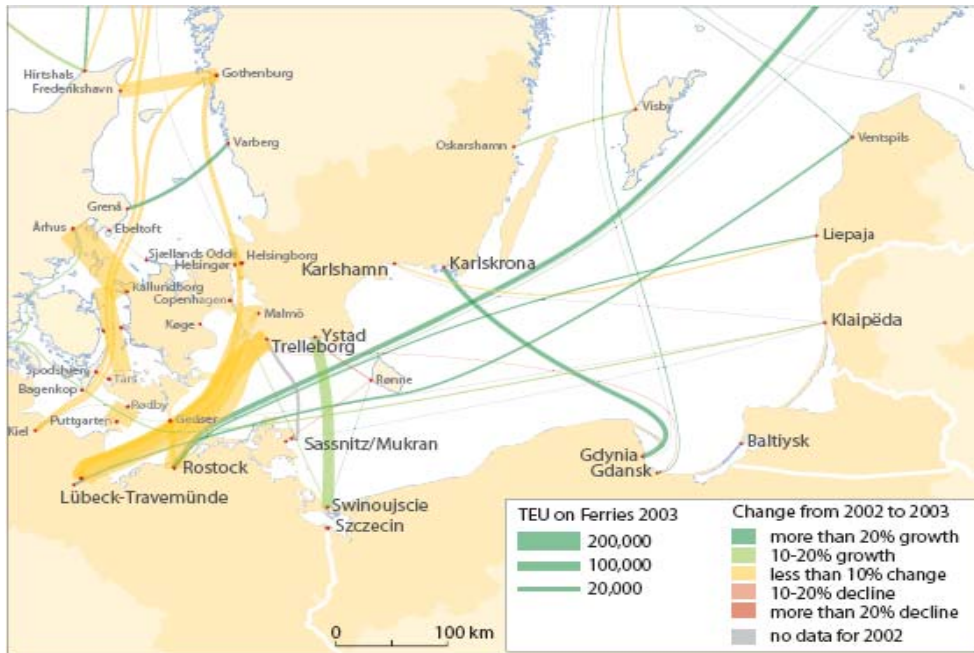 Hirtshals
Frederikshavn
Gothenburg
Varberg
Visby
Oskarshamn
Ventspils
Grenå
Århus
Ebeltoft
Sjællands Odde
Helsingør
Helsingborg
Liepaja
Karlshamn
Karlskrona
Kallundborg
Copenhagen
Malmö
Køge
Ystad
Trelleborg
Klaipëda
Spodsbjerg
Tårs
Bagenkop
Rønne
Rødby
Puttgarten
Gedser
Kiel
Sassnitz/Mukran
Rostock
Gdynia
Gdansk
Baltiysk
Lübeck-Travemünde
Swinoujscie
Szczecin
0 100 km
TEU on Ferries 2003
200,000
100,000
20,000
Change from 2002 to 2003
more than 20% growth
10-20% growth
less than 10% change
10-20% decline
more than 20% decline
no data for 2002